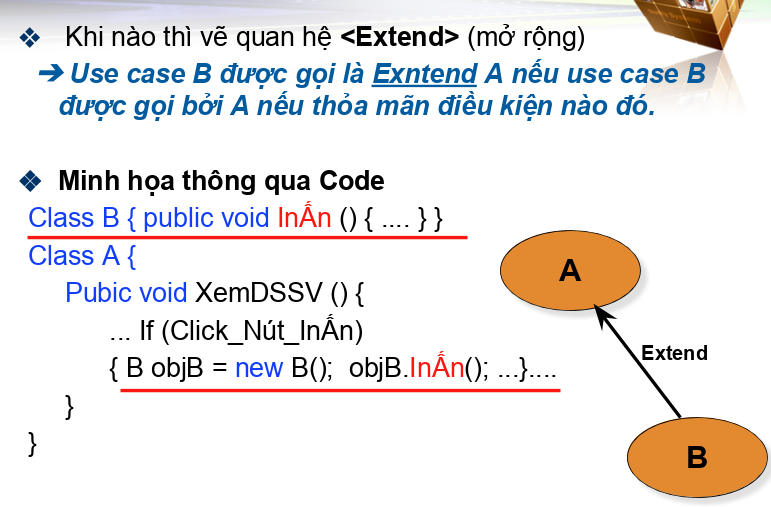 ❖ Khi nào thì vẽ quan hệ <Extend> (mở rộng)
➔ Use case B được gọi là Exntend A nếu use case B
được gọi bởi A nếu thỏa mãn điều kiện nào đó.
❖ Minh họa thông qua Code
Class B { public void InẤn () { .... } }
Class A {
Pubic void XemDSSV () {
... If (Click_Nút_InẤn)
{ B objB = new B(); objB.InẤn(); ...}....
}
}
A
Extend
B